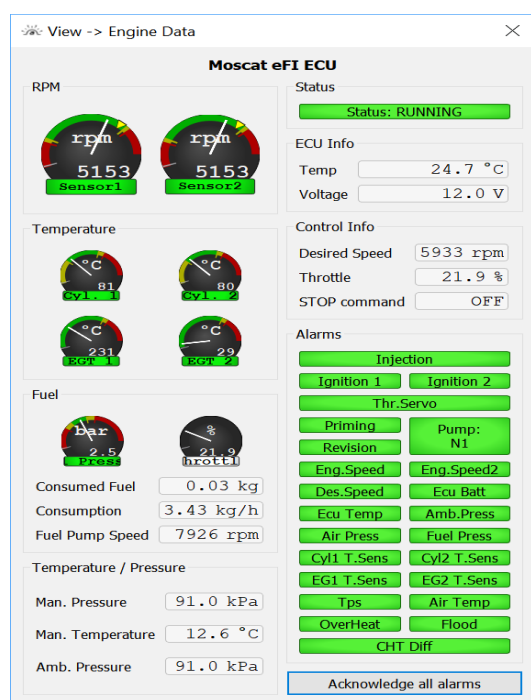 View -> Engine Data
Moscat eFI ECU
RPM
rpm
5153
Sensor1
rpm
5153
Sensor2
Temperature
°C
81
Cyl. 1
°C
80
Cyl. 2
°C
231
EGT 1
°C
29
EGT 2
Fuel
bar
2.5
Press
%
21.9
hrottl
Consumed Fuel 0.03 kg
Consumption 3.43 kg/h
Fuel Pump Speed 7926 rpm
Temperature / Pressure
Man. Pressure 91.0 kPa
Man. Temperature 12.6 °C
Amb. Pressure 91.0 kPa
Status
Status: RUNNING
ECU Info
Temp 24.7 °C
Voltage 12.0 V
Control Info
Desired Speed 5933 rpm
Throttle 21.9 %
STOP command OFF
Alarms
Injection
Ignition 1 Ignition 2
Thr.Servo
Priming
Revision
Pump:
N1
Eng.Speed Eng.Speed2
Des.Speed Ecu Batt
Ecu Temp Amb.Press
Air Press Fuel Press
Cyl1 T.Sens Cyl2 T.Sens
EG1 T.Sens EG2 T.Sens
Tps Air Temp
OverHeat Flood
CHT Diff
Acknowledge all alarms